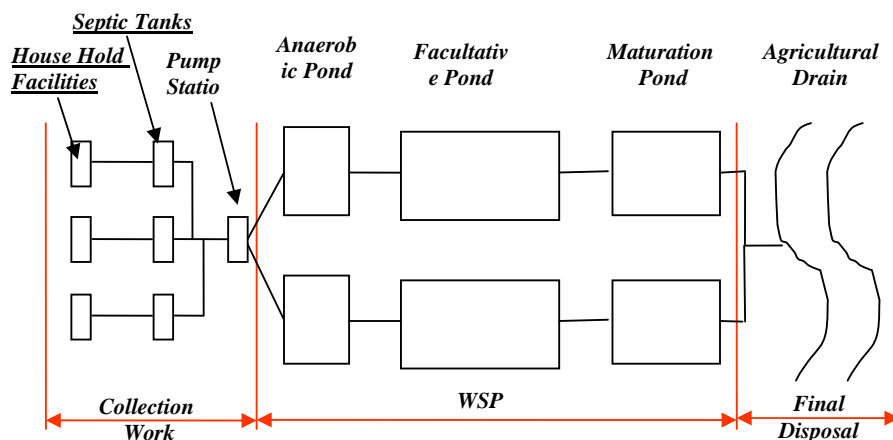 Septic Tanks
House Hold
Facilities
Pump
Statio
Anaerob
ic Pond
Facultativ
e Pond
Maturation
Pond
Agricultural
Drain
Collection
Work
WSP
Final
Disposal